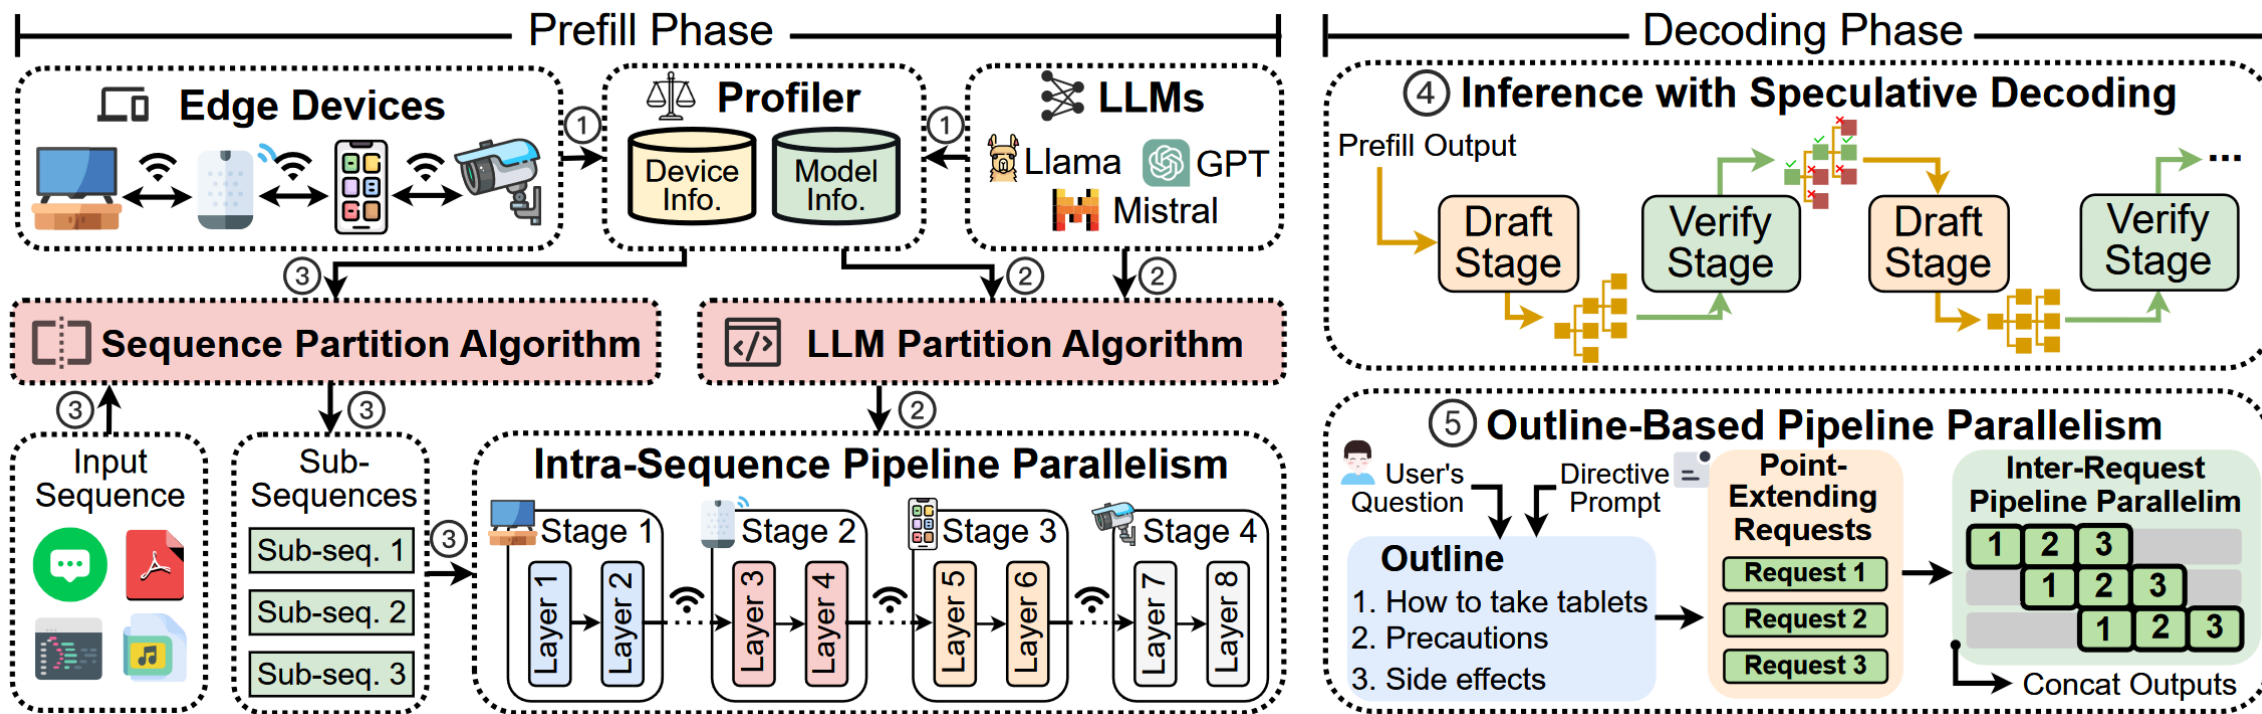 Prefill Phase
Edge Devices
1
Profiler
Device
Info.
Model
Info.
1
LLMs
Llama
GPT
Mistral
3
2
2
Sequence Partition Algorithm
LLM Partition Algorithm
3
3
2
Input
Sequence
Sub-
Sequences
Sub-seq. 1
Sub-seq. 2
Sub-seq. 3
3
Intra-Sequence Pipeline Parallelism
Stage 1
Layer 1
Layer 2
Stage 2
Layer 3
Layer 4
Stage 3
Layer 5
Layer 6
Stage 4
Layer 7
Layer 8
Decoding Phase
4 Inference with Speculative Decoding
Prefill Output
Draft
Stage
Verify
Stage
Draft
Stage
Verify
Stage
...
5 Outline-Based Pipeline Parallelism
User's
Question
Directive
Prompt
Outline
1. How to take tablets
2. Precautions
3. Side effects
Point-
Extending
Requests
Request 1
Request 2
Request 3
Inter-Request
Pipeline Parallelim
1 2 3
1 2 3
1 2 3
Concat Outputs